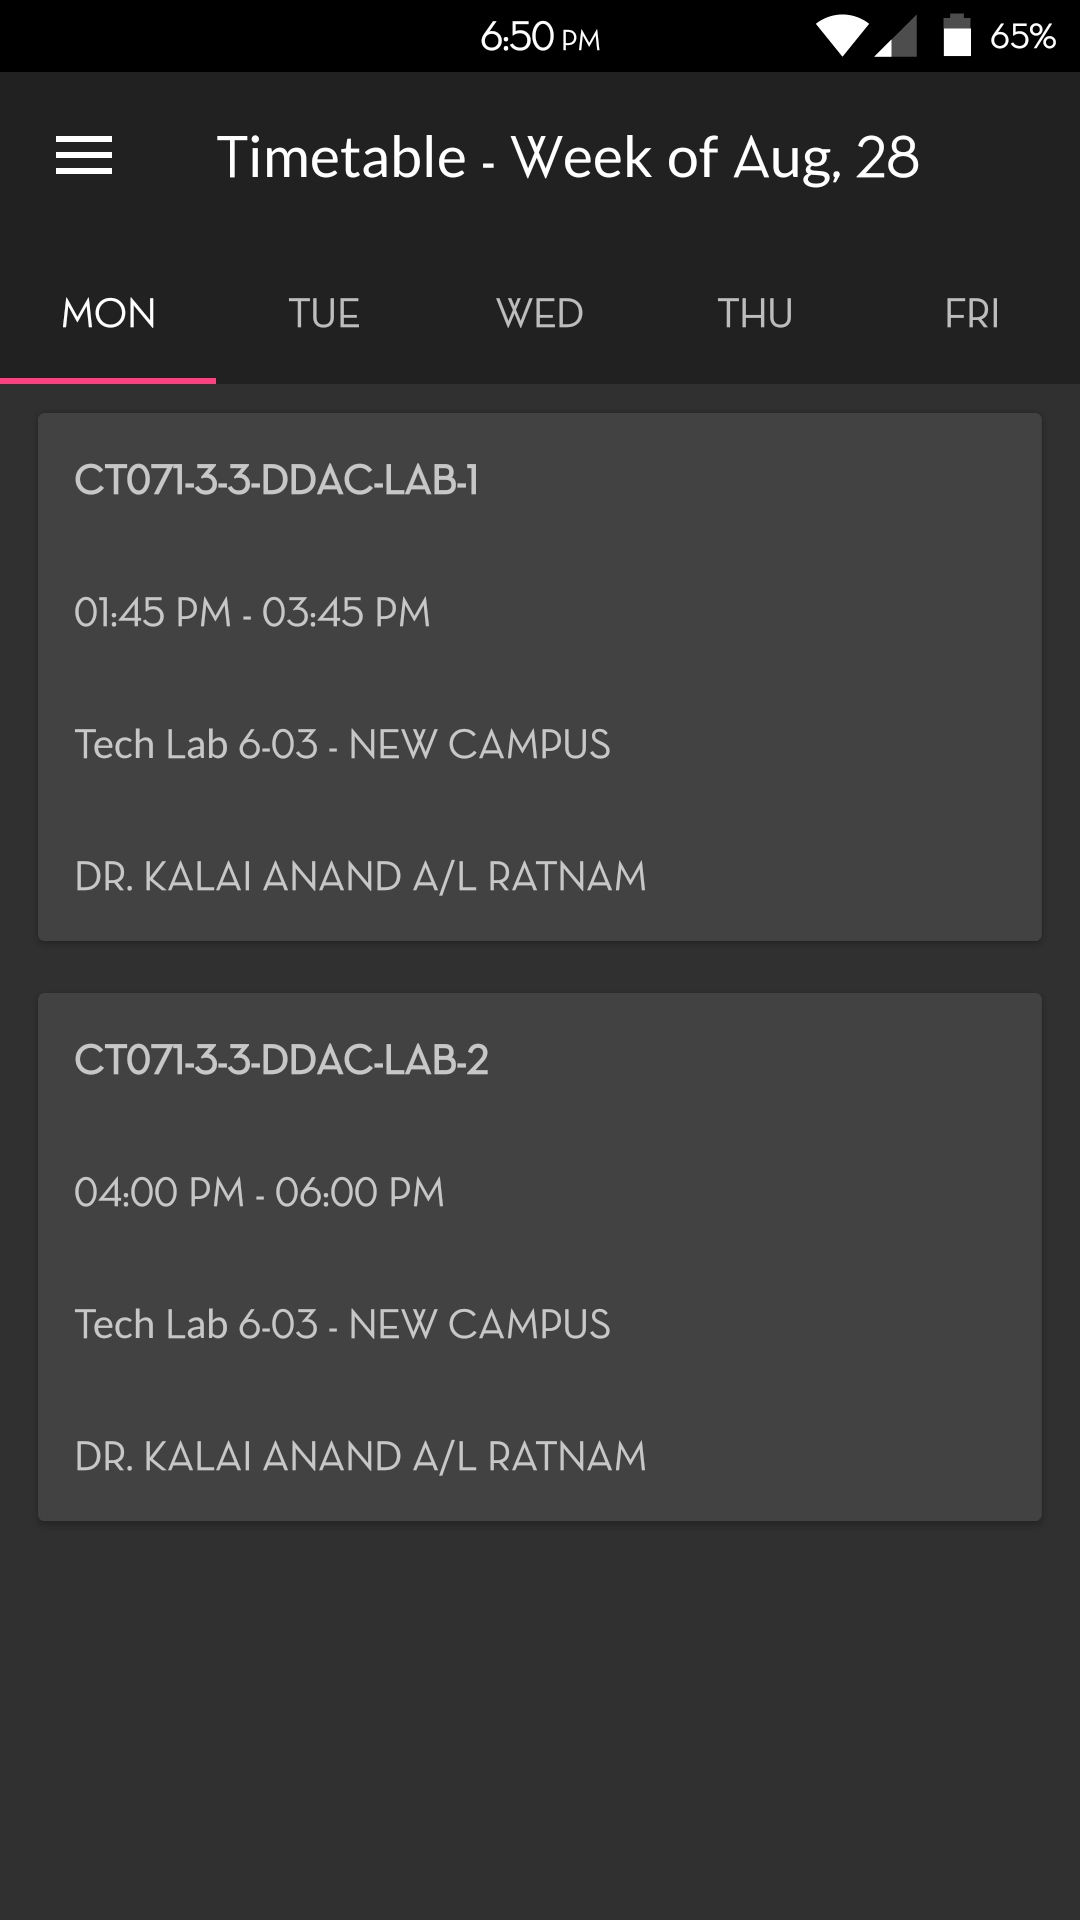 6:50 PM
65%
Timetable - Week of Aug, 28
MON TUE WED THU FRI
CT071-3-3-DDAC-LAB-1
01:45 PM - 03:45 PM
Tech Lab 6-03 - NEW CAMPUS
DR. KALAI ANAND A/L RATNAM
CT071-3-3-DDAC-LAB-2
04:00 PM - 06:00 PM
Tech Lab 6-03 - NEW CAMPUS
DR. KALAI ANAND A/L RATNAM